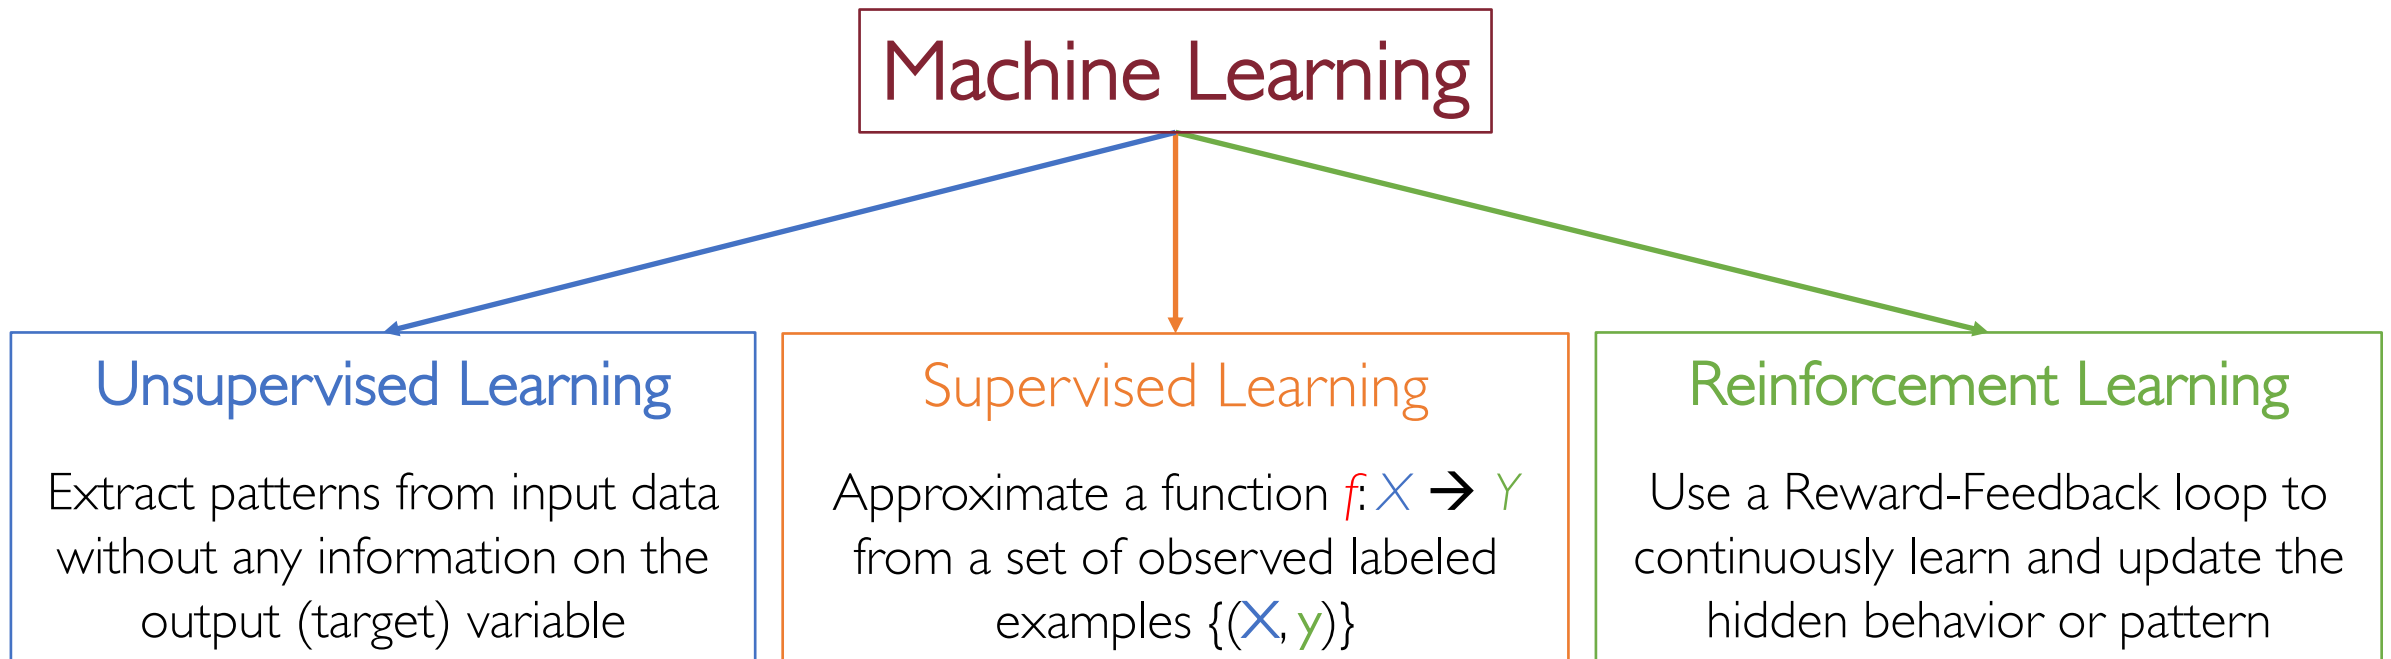 Machine Learning
Unsupervised Learning
Extract patterns from input data
without any information on the
output (target) variable
Supervised Learning
Approximate a function f: X → Y
from a set of observed labeled
examples {(X, y)}
Reinforcement Learning
Use a Reward-Feedback loop to
continuously learn and update the
hidden behavior or pattern